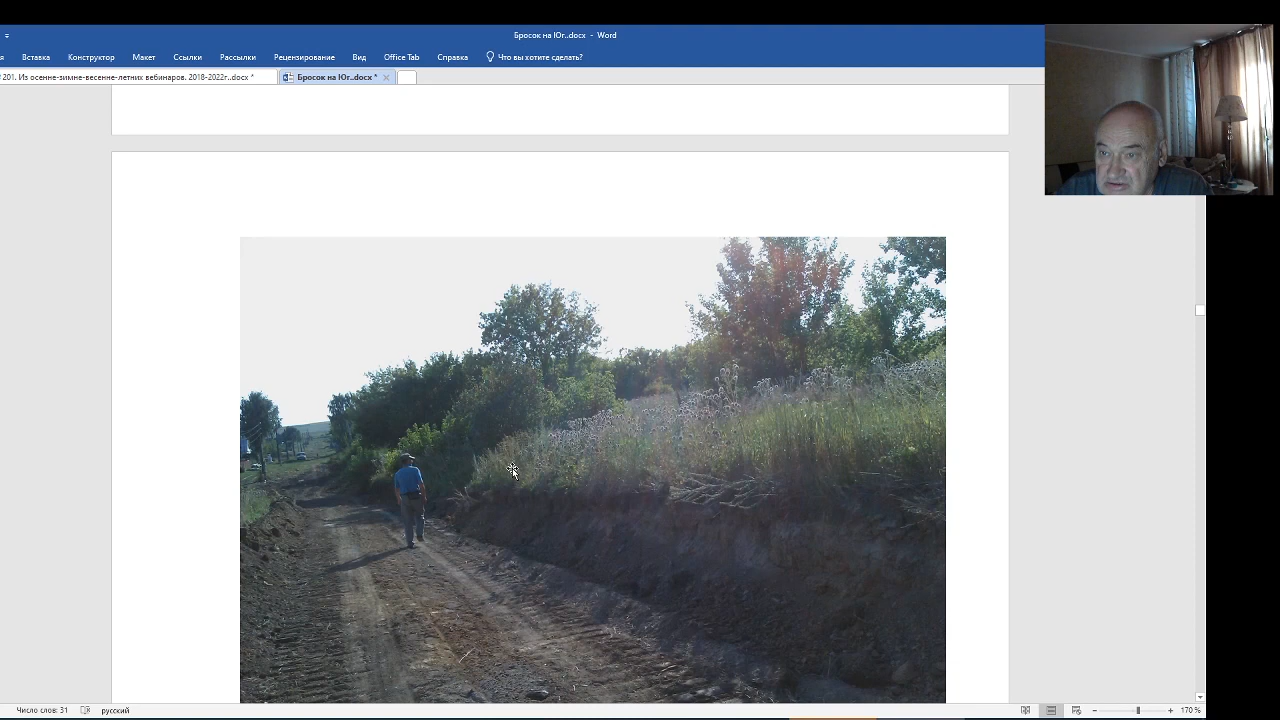 Бросок на Юг..docx - Word
я Вставка Конструктор Макет Ссылки Рассылки Рецензирование Вид Office Tab Справка Что вы хотите сделать?
201. Из осенне-зимне-весенне-летних вебинаров. 2018-2022г..docx * Бросок на Юг..docx *
Число слов: 31 русский 170 %